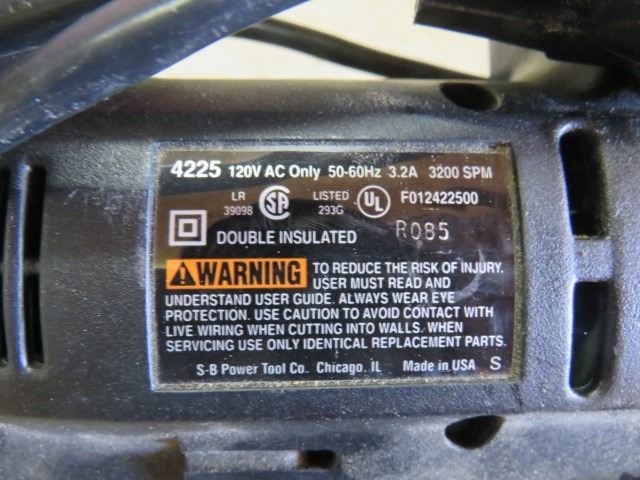 4225 120V AC Only 50-60Hz 3.2A 3200 SPM
LR 39098 SA LISTED 293G UL F012422500
DOUBLE INSULATED R085
WARNING TO REDUCE THE RISK OF INJURY.
USER MUST READ AND
UNDERSTAND USER GUIDE. ALWAYS WEAR EYE
PROTECTION. USE CAUTION TO AVOID CONTACT WITH
LIVE WIRING WHEN CUTTING INTO WALLS. WHEN
SERVICING USE ONLY IDENTICAL REPLACEMENT PARTS.
S-B Power Tool Co. Chicago, IL Made in USA S